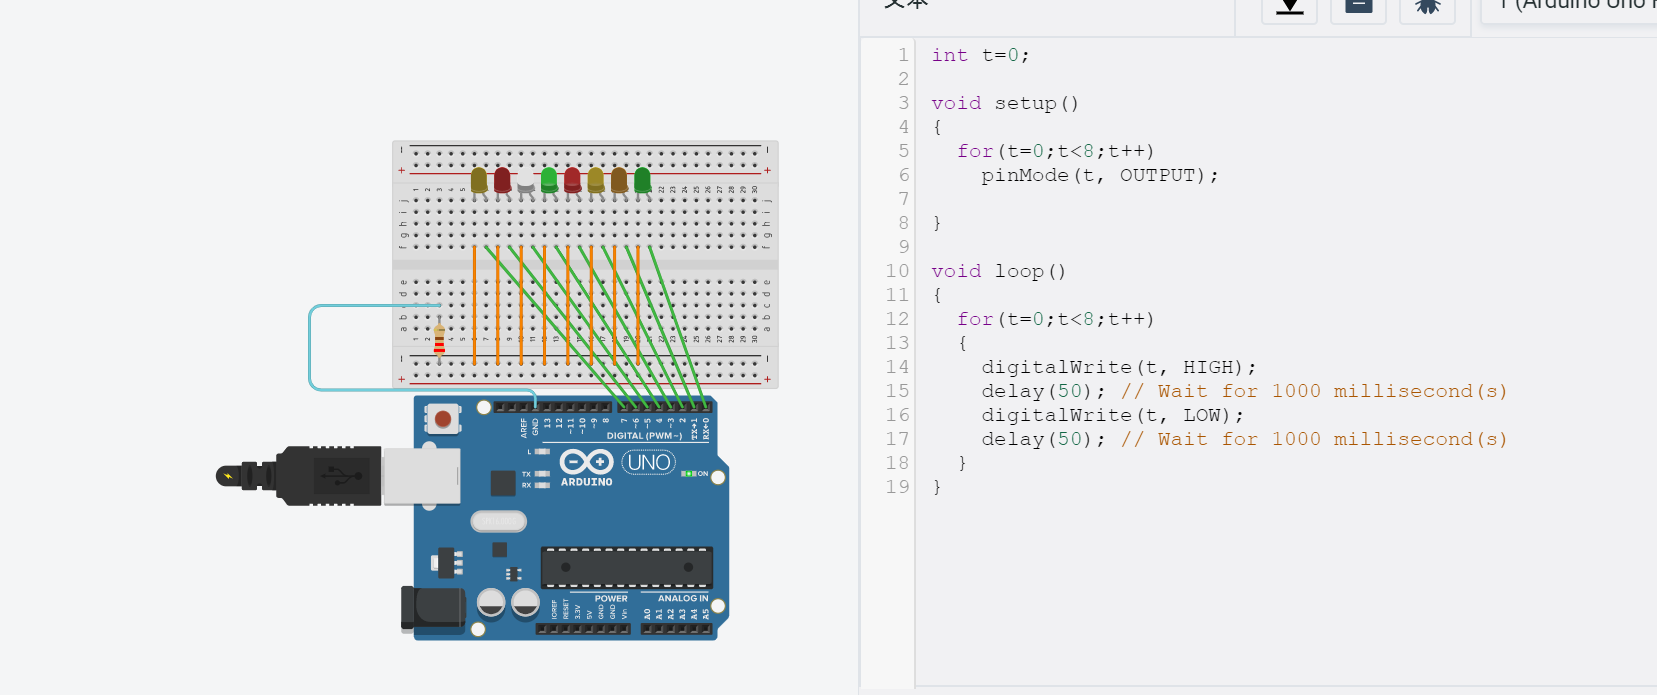 文本
1 (Arduino Uno R
1 int t=0;
2
3 void setup()
4 {
5 for(t=0;t<8;t++)
6 pinMode(t, OUTPUT);
7
8 }
9
10 void loop()
11 {
12 for(t=0;t<8;t++)
13 {
14 digitalWrite(t, HIGH);
15 delay(50); // Wait for 1000 millisecond(s)
16 digitalWrite(t, LOW);
17 delay(50); // Wait for 1000 millisecond(s)
18 }
19 }
AREF
GND
13
12
~11
~10
~9
8
7
~6
~5
4
~3
2
TX→1
RX←0
DIGITAL (PWM~)
L
TX
RX
UNO
ON
ARDUINO
POWER
ANALOG IN
IOREF
RESET
3.3V
5V
GND
GND
Vin
A0
A1
A2
A3
A4
A5